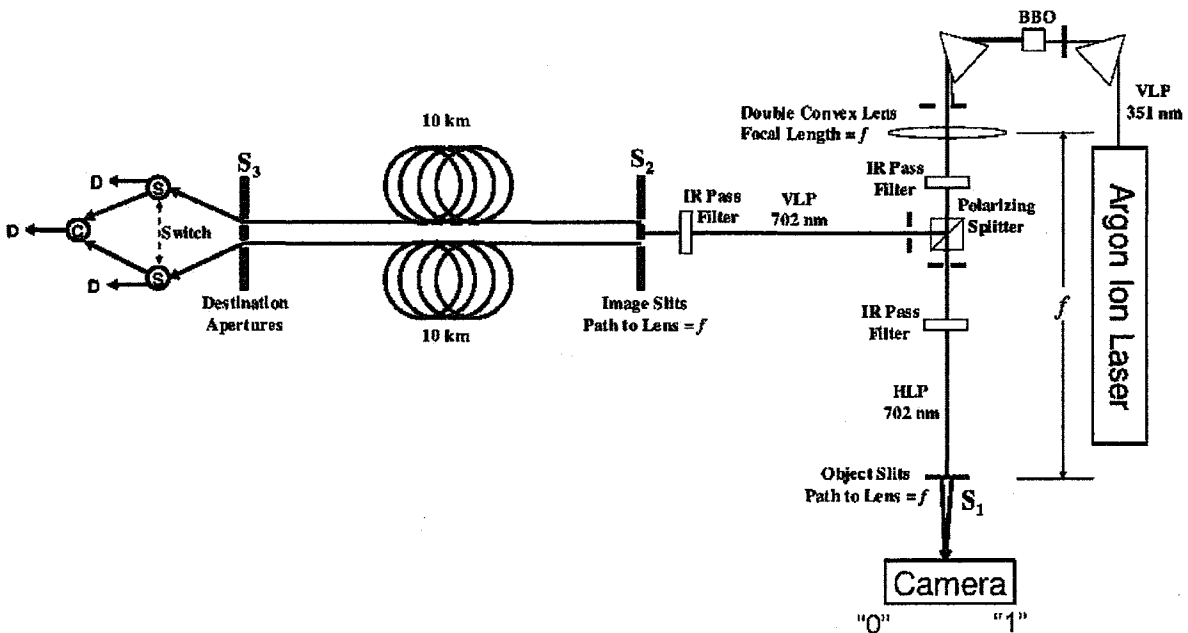 BBO
VLP
351 nm
Double Convex Lens
Focal Length = f
10 km
S3
S2
IR Pass
Filter
Polarizing
Splitter
IR Pass
Filter
VLP
702 nm
D
S
D
C
Switch
S
D
Destination
Apertures
10 km
Image Slits
Path to Lens = f
IR Pass
Filter
f
Argon Ion Laser
HLP
702 nm
Object Slits
Path to Lens = f
S1
Camera
"0"
"1"